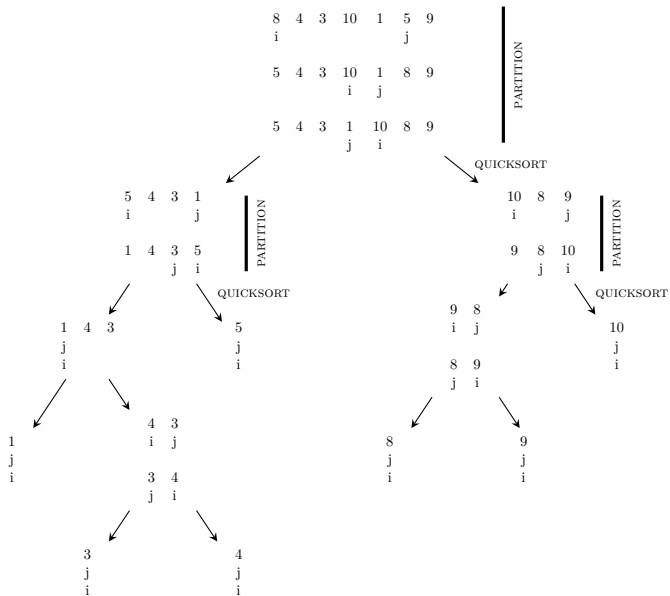 8 4 3 10 1 5 9
i j
5 4 3 10 1 8 9
i j
PARTITION
5 4 3 1 10 8 9
j i
QUICKSORT
5 4 3 1
i j
1 4 3 5
j i
PARTITION
QUICKSORT
10 8 9
i j
9 8 10
j i
PARTITION
QUICKSORT
1 4 3
j
i
5
j
i
9 8
i j
8 9
j i
10
j
i
1
j
i
4 3
i j
3 4
j i
8
j
i
9
j
i
3
j
i
4
j
i